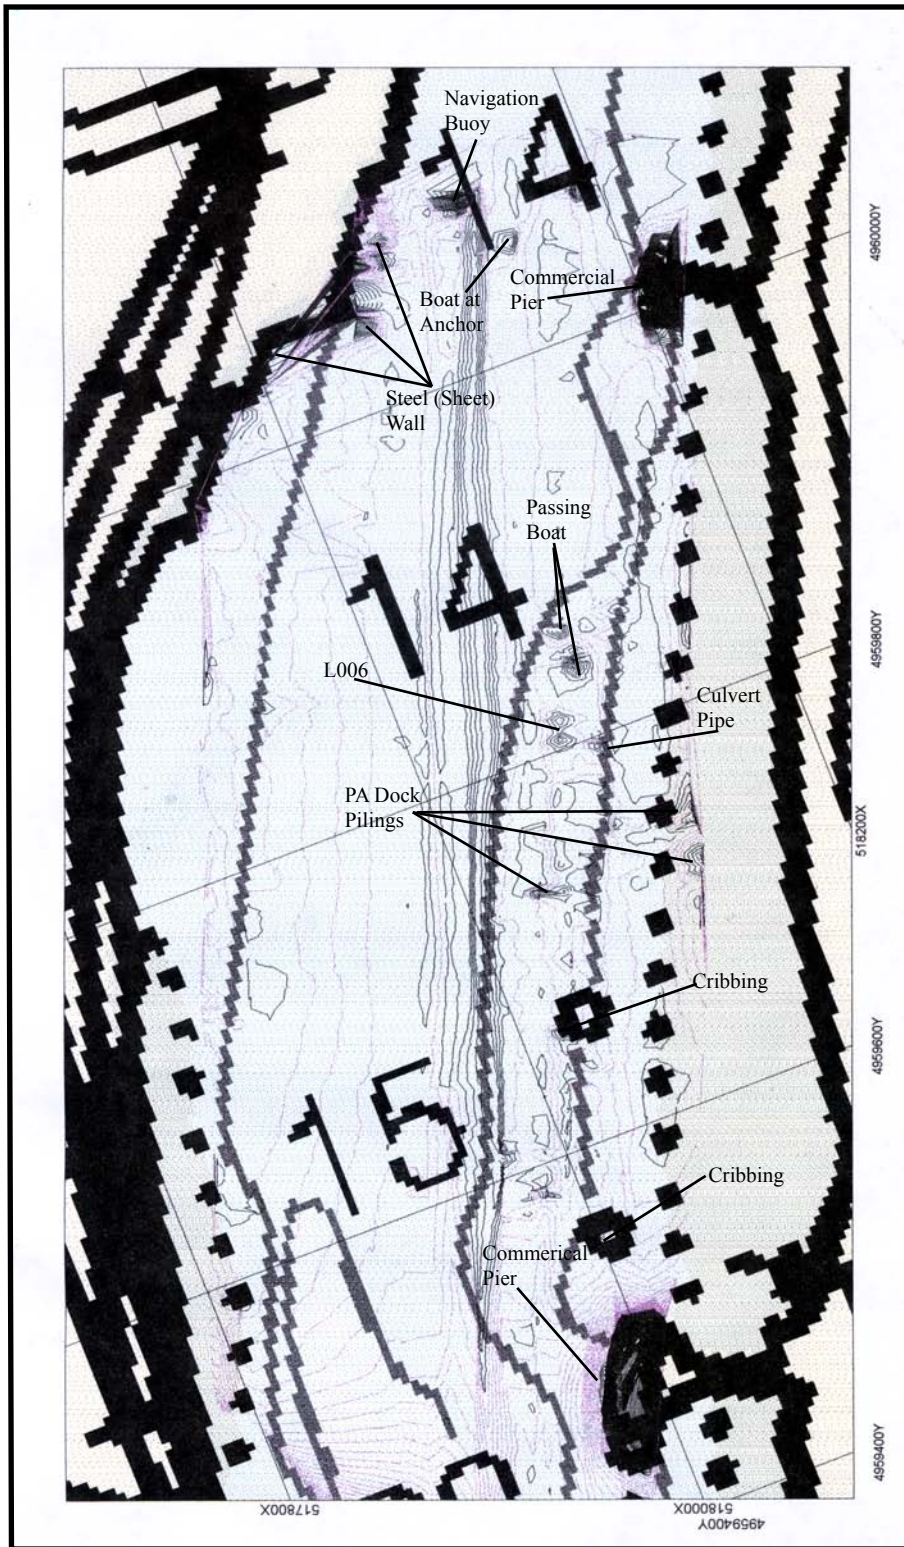 Navigation
Buoy
14
4960000Y
Commercial
Pier
Boat at
Anchor
Steel (Sheet)
Wall
Passing
Boat
14
4959800Y
L006
Culvert
Pipe
PA Dock
Pilings
518200X
Cribbing
4959600Y
15
Cribbing
Commerical
Pier
4959400Y
517800X
518000X
4959400Y